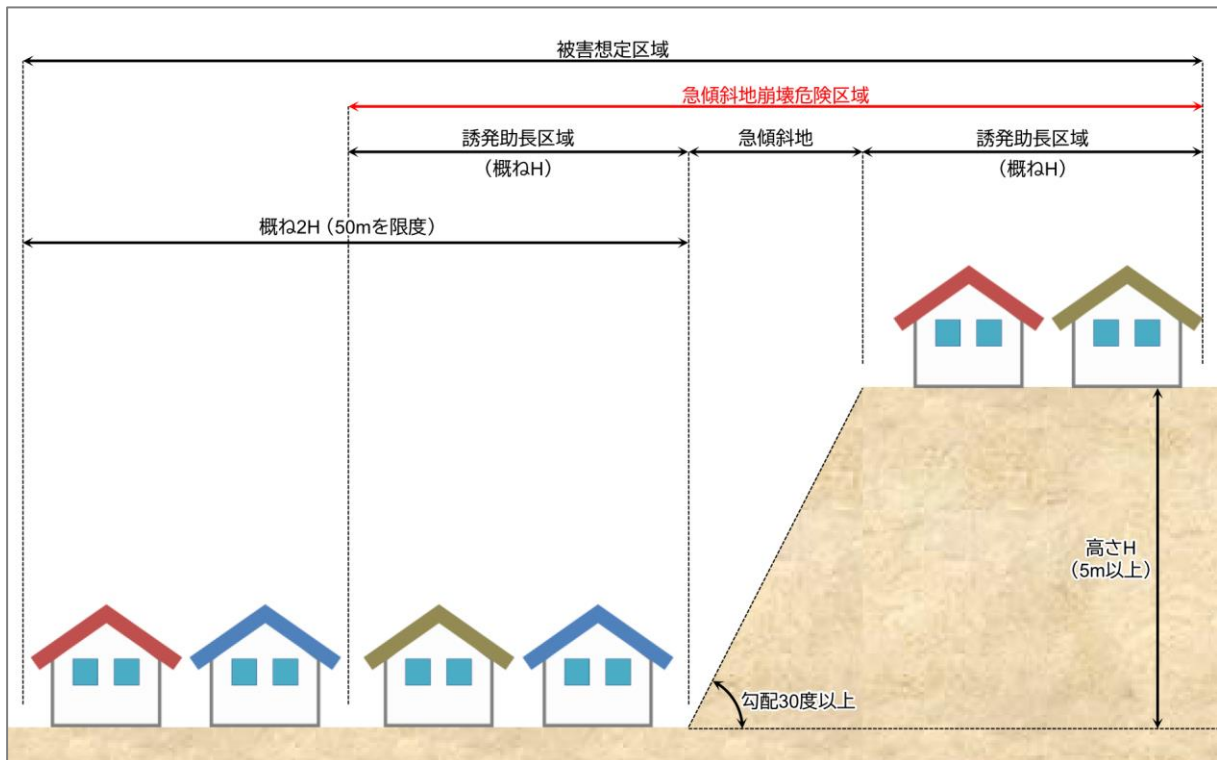 被害想定区域
急傾斜地崩壊危険区域
誘発助長区域
(概ねH)
急傾斜地
誘発助長区域
(概ねH)
概ね2H（50mを限度）
高さH
（5m以上）
勾配30度以上